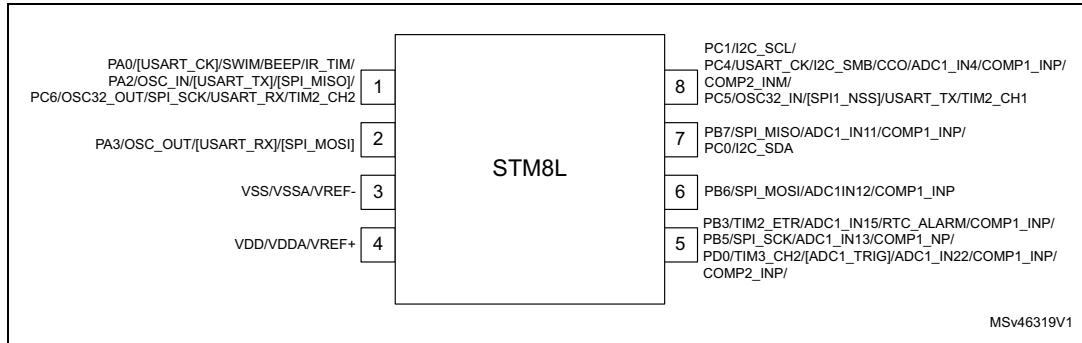 PA0/[USART_CK]/SWIM/BEEP/IR_TIM/
PA2/OSC_IN/[USART_TX]/[SPI_MISO]/
PC6/OSC32_OUT/SPI_SCK/USART_RX/TIM2_CH2
1
PA3/OSC_OUT/[USART_RX]/[SPI_MOSI]
2
VSS/VSSA/VREF-
3
VDD/VDDA/VREF+
4
STM8L
8
PC1/I2C_SCL/
PC4/USART_CK/I2C_SMB/CCO/ADC1_IN4/COMP1_INP/
COMP2_INM/
PC5/OSC32_IN/[SPI1_NSS]/USART_TX/TIM2_CH1
7
PB7/SPI_MISO/ADC1_IN11/COMP1_INP/
PC0/I2C_SDA
6
PB6/SPI_MOSI/ADC1IN12/COMP1_INP
5
PB3/TIM2_ETR/ADC1_IN15/RTC_ALARM/COMP1_INP/
PB5/SPI_SCK/ADC1_IN13/COMP1_NP/
PD0/TIM3_CH2/[ADC1_TRIG]/ADC1_IN22/COMP1_INP/
COMP2_INP/
MSv46319V1